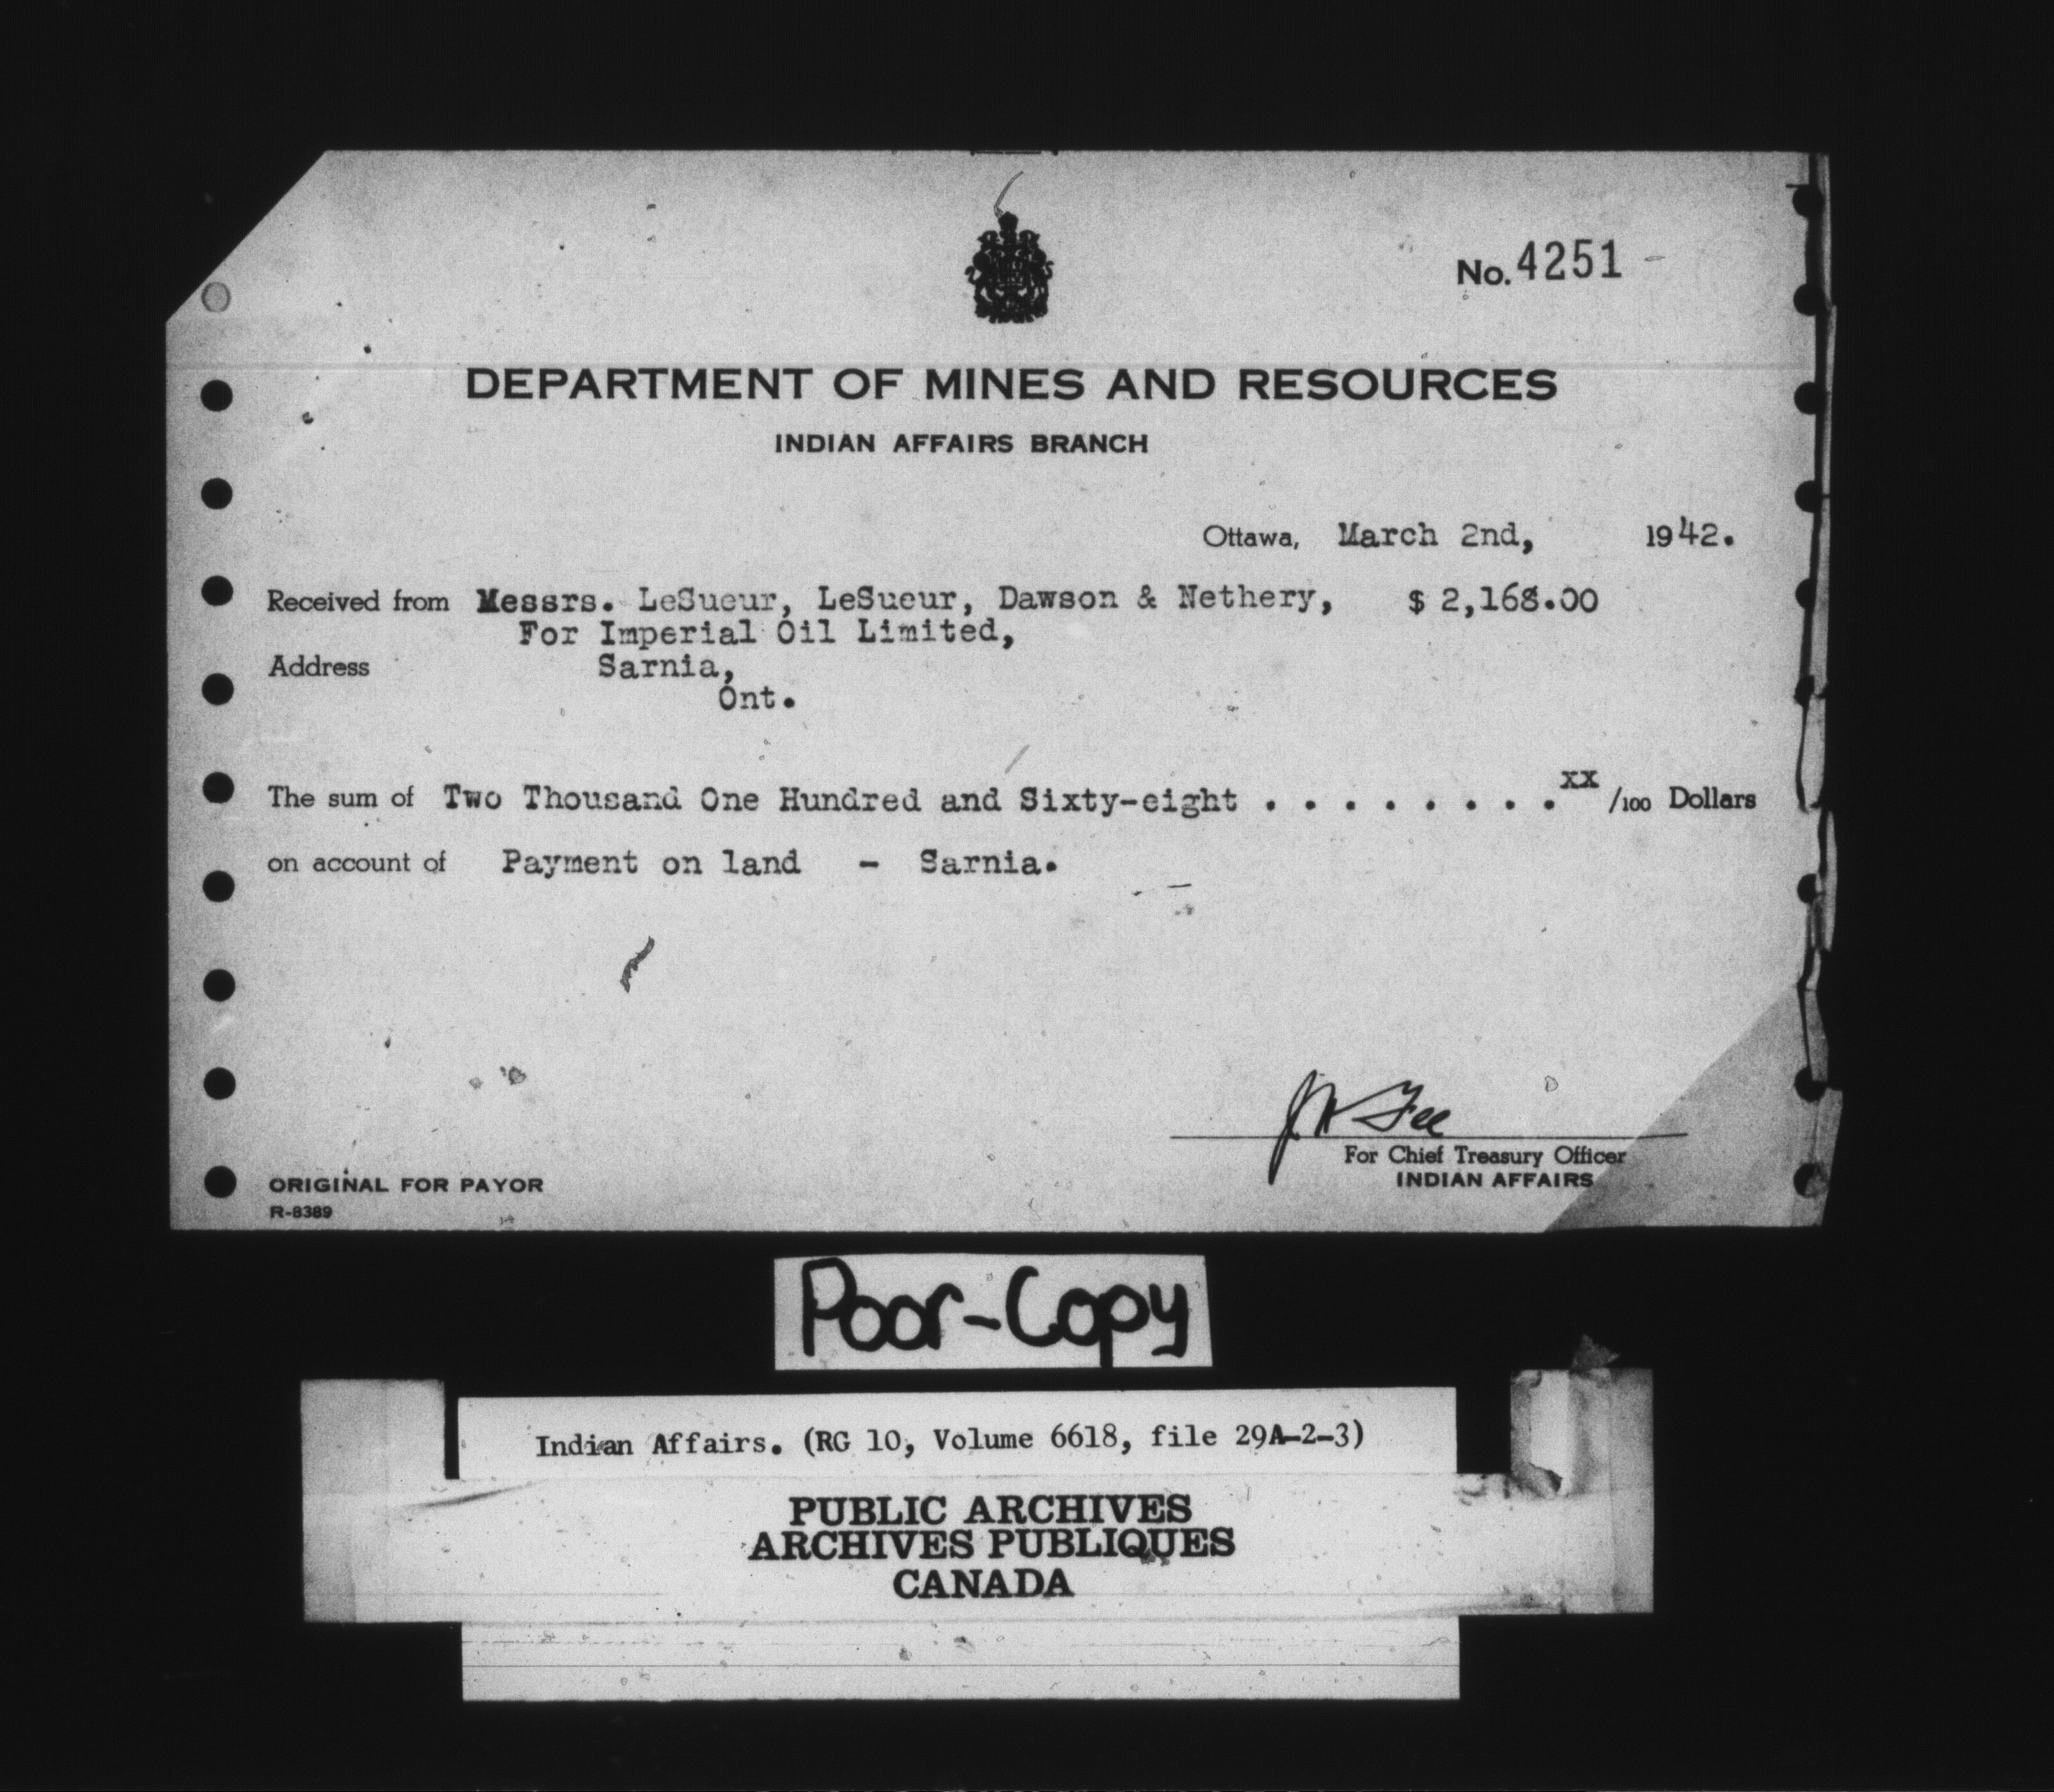 No. 4251
DEPARTMENT OF MINES AND RESOURCES
INDIAN AFFAIRS BRANCH
Ottawa, March 2nd, 1942.
Received from Messrs. LeSueur, LeSueur, Dawson & Nethery, $ 2,168.00
For Imperial Oil Limited,
Address Sarnia,
Ont.
The sum of Two Thousand One Hundred and Sixty-eight . . . . . . . . . xx/100 Dollars
on account of Payment on land - Sarnia.
For Chief Treasury Officer
INDIAN AFFAIRS
ORIGINAL FOR PAYOR
R-8389
Poor-Copy
Indian Affairs. (RG 10, Volume 6618, file 29A-2-3)
PUBLIC ARCHIVES
ARCHIVES PUBLIQUES
CANADA